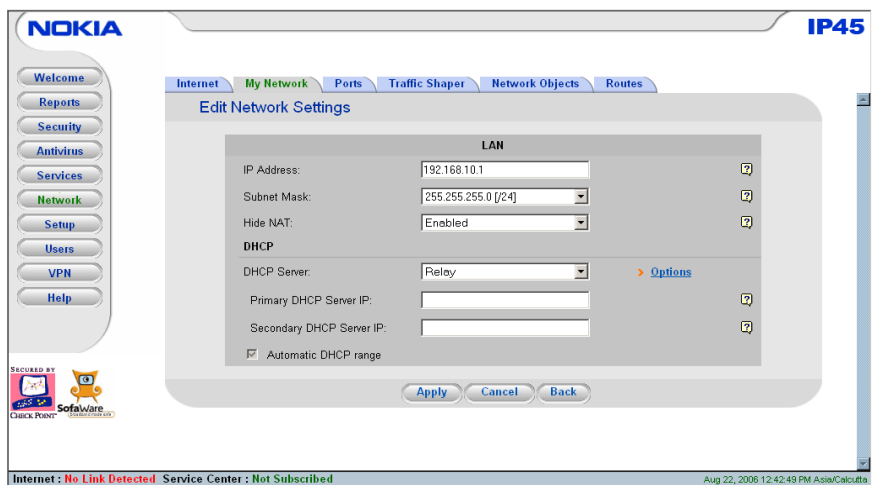 NOKIA
IP45
Welcome
Reports
Security
Antivirus
Services
Network
Setup
Users
VPN
Help
Internet My Network Ports Traffic Shaper Network Objects Routes
Edit Network Settings
LAN
IP Address: 192.168.10.1
Subnet Mask: 255.255.255.0 [/24]
Hide NAT: Enabled
DHCP
DHCP Server: Relay Options
Primary DHCP Server IP:
Secondary DHCP Server IP:
Automatic DHCP range
Apply Cancel Back
SECURED BY
CHECK POINT
SofaWare
Internet : No Link Detected Service Center : Not Subscribed
Aug 22, 2006 12:42:49 PM Asia/Calcutta